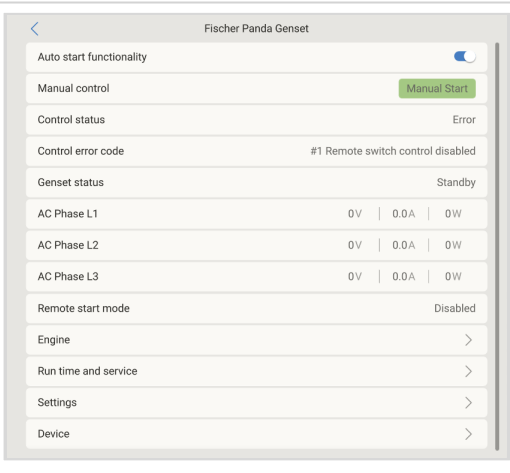 Fischer Panda Genset
Auto start functionality
Manual control Manual Start
Control status Error
Control error code #1 Remote switch control disabled
Genset status Standby
AC Phase L1 0V 0.0A 0W
AC Phase L2 0V 0.0A 0W
AC Phase L3 0V 0.0A 0W
Remote start mode Disabled
Engine
Run time and service
Settings
Device